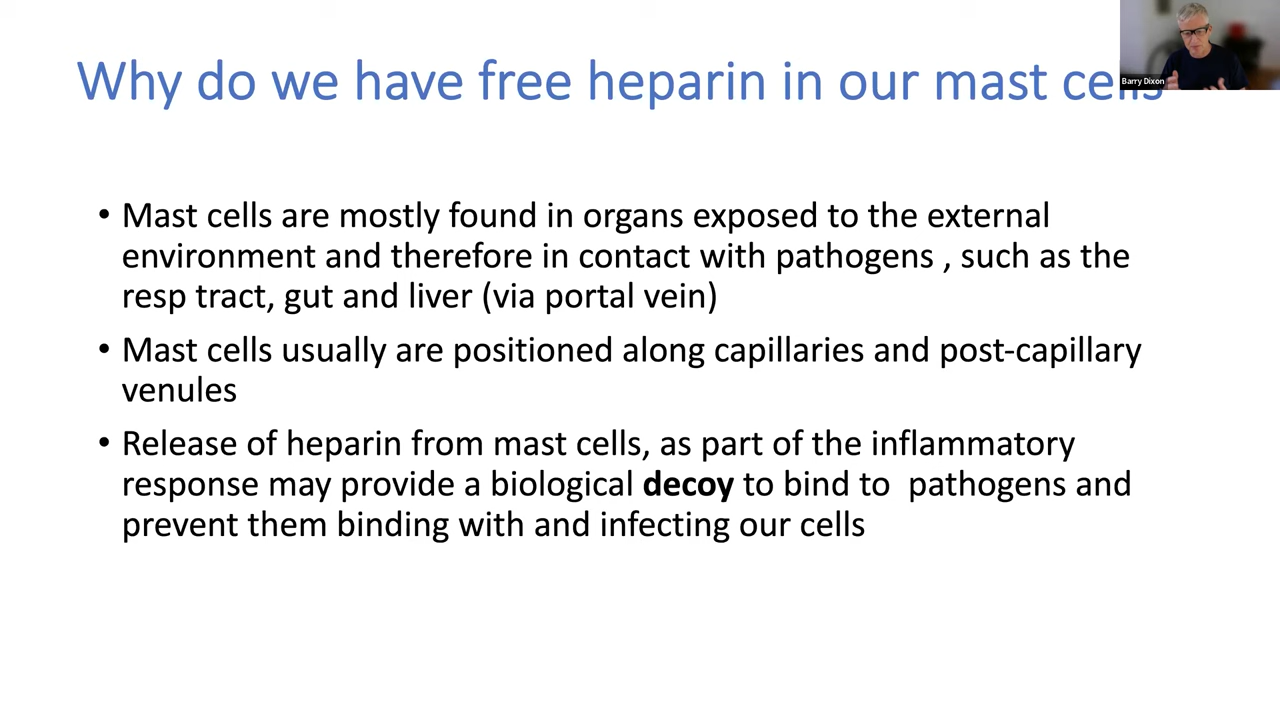 Why do we have free heparin in our mast cells
Barry Dixon
• Mast cells are mostly found in organs exposed to the external
environment and therefore in contact with pathogens , such as the
resp tract, gut and liver (via portal vein)
• Mast cells usually are positioned along capillaries and post-capillary
venules
• Release of heparin from mast cells, as part of the inflammatory
response may provide a biological decoy to bind to  pathogens and
prevent them binding with and infecting our cells